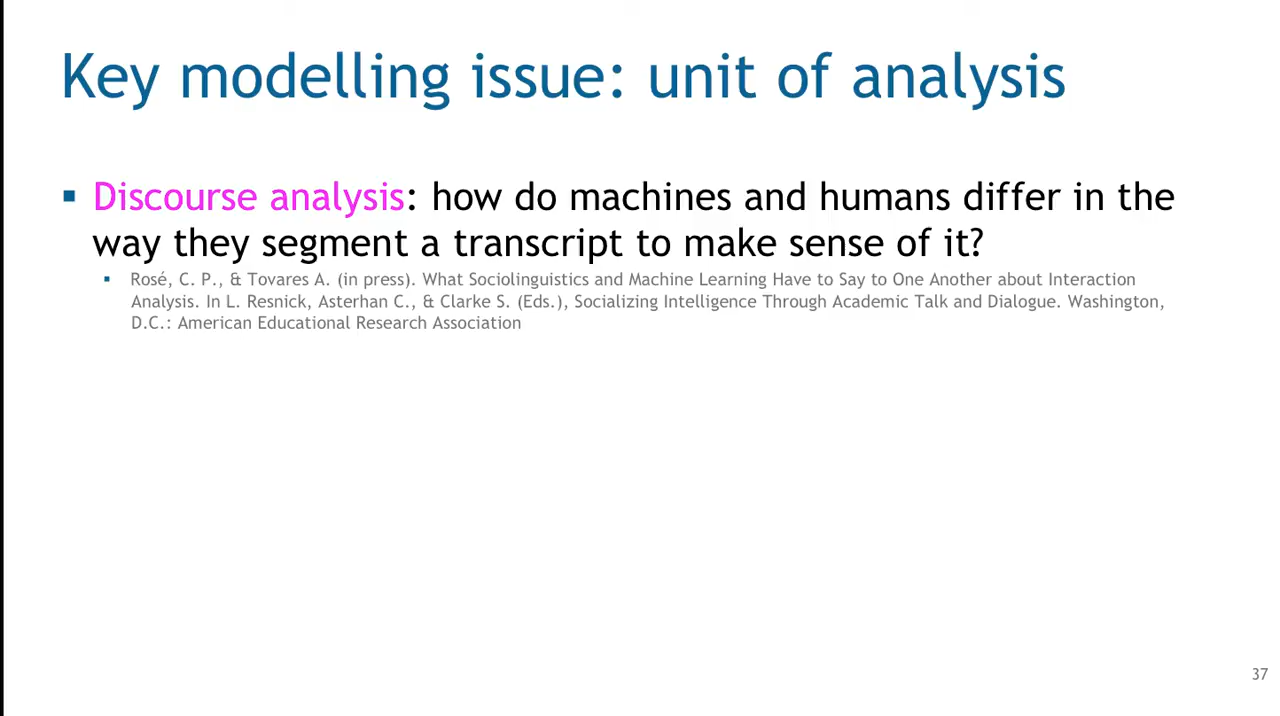 Key modelling issue: unit of analysis
▪ Discourse analysis: how do machines and humans differ in the
way they segment a transcript to make sense of it?
▪ Rosé, C. P., & Tovares A. (in press). What Sociolinguistics and Machine Learning Have to Say to One Another about Interaction
Analysis. In L. Resnick, Asterhan C., & Clarke S. (Eds.), Socializing Intelligence Through Academic Talk and Dialogue. Washington,
D.C.: American Educational Research Association
37